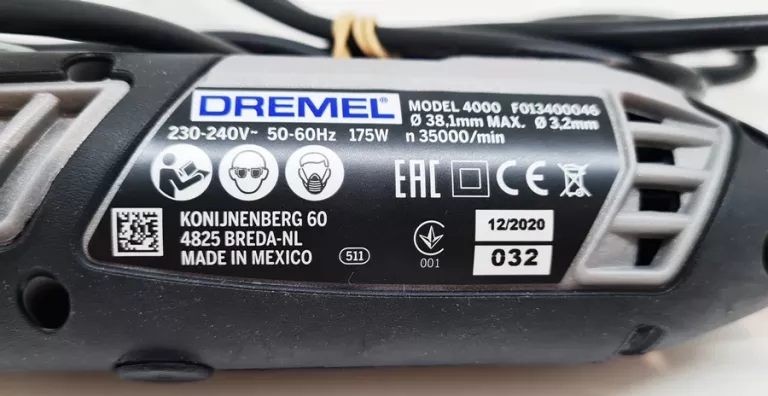 DREMEL® MODEL 4000 F013400046
Ø 38,1mm MAX. Ø 3,2mm
230-240V~ 50-60Hz 175W n 35000/min
EAC CE
KONIJNENBERG 60
4825 BREDA-NL
MADE IN MEXICO
511
001
12/2020
032